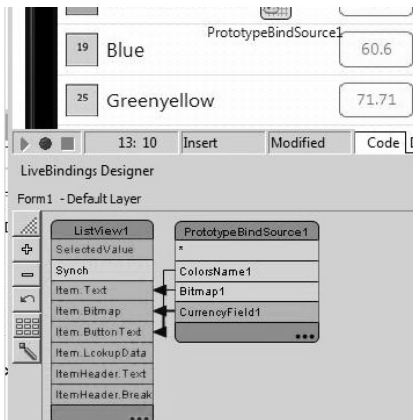 PrototypeBindSource1
19 Blue 60.6
25 Greenyellow 71.71
13: 10 Insert Modified Code
LiveBindings Designer
Form1 - Default Layer
ListView1 PrototypeBindSource1
SelectedValue *
Synch ColorsName1
Item.Text Bitmap1
Item.Bitmap CurrencyField1
Item.ButtonText
Item.LookupData
ItemHeader.Text
ItemHeader.Break